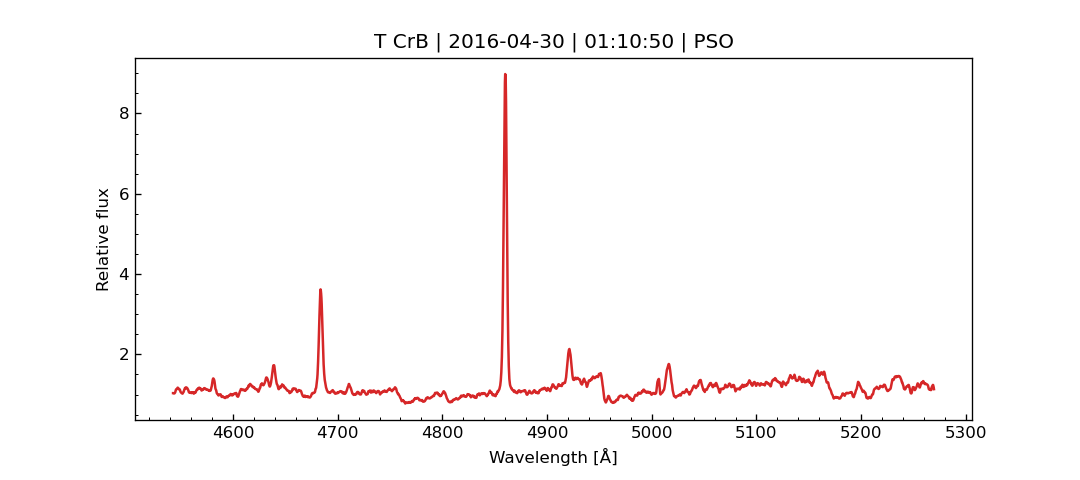 T CrB | 2016-04-30 | 01:10:50 | PSO
8
6
4
2
Relative flux
4600 4700 4800 4900 5000 5100 5200 5300
Wavelength [Å]